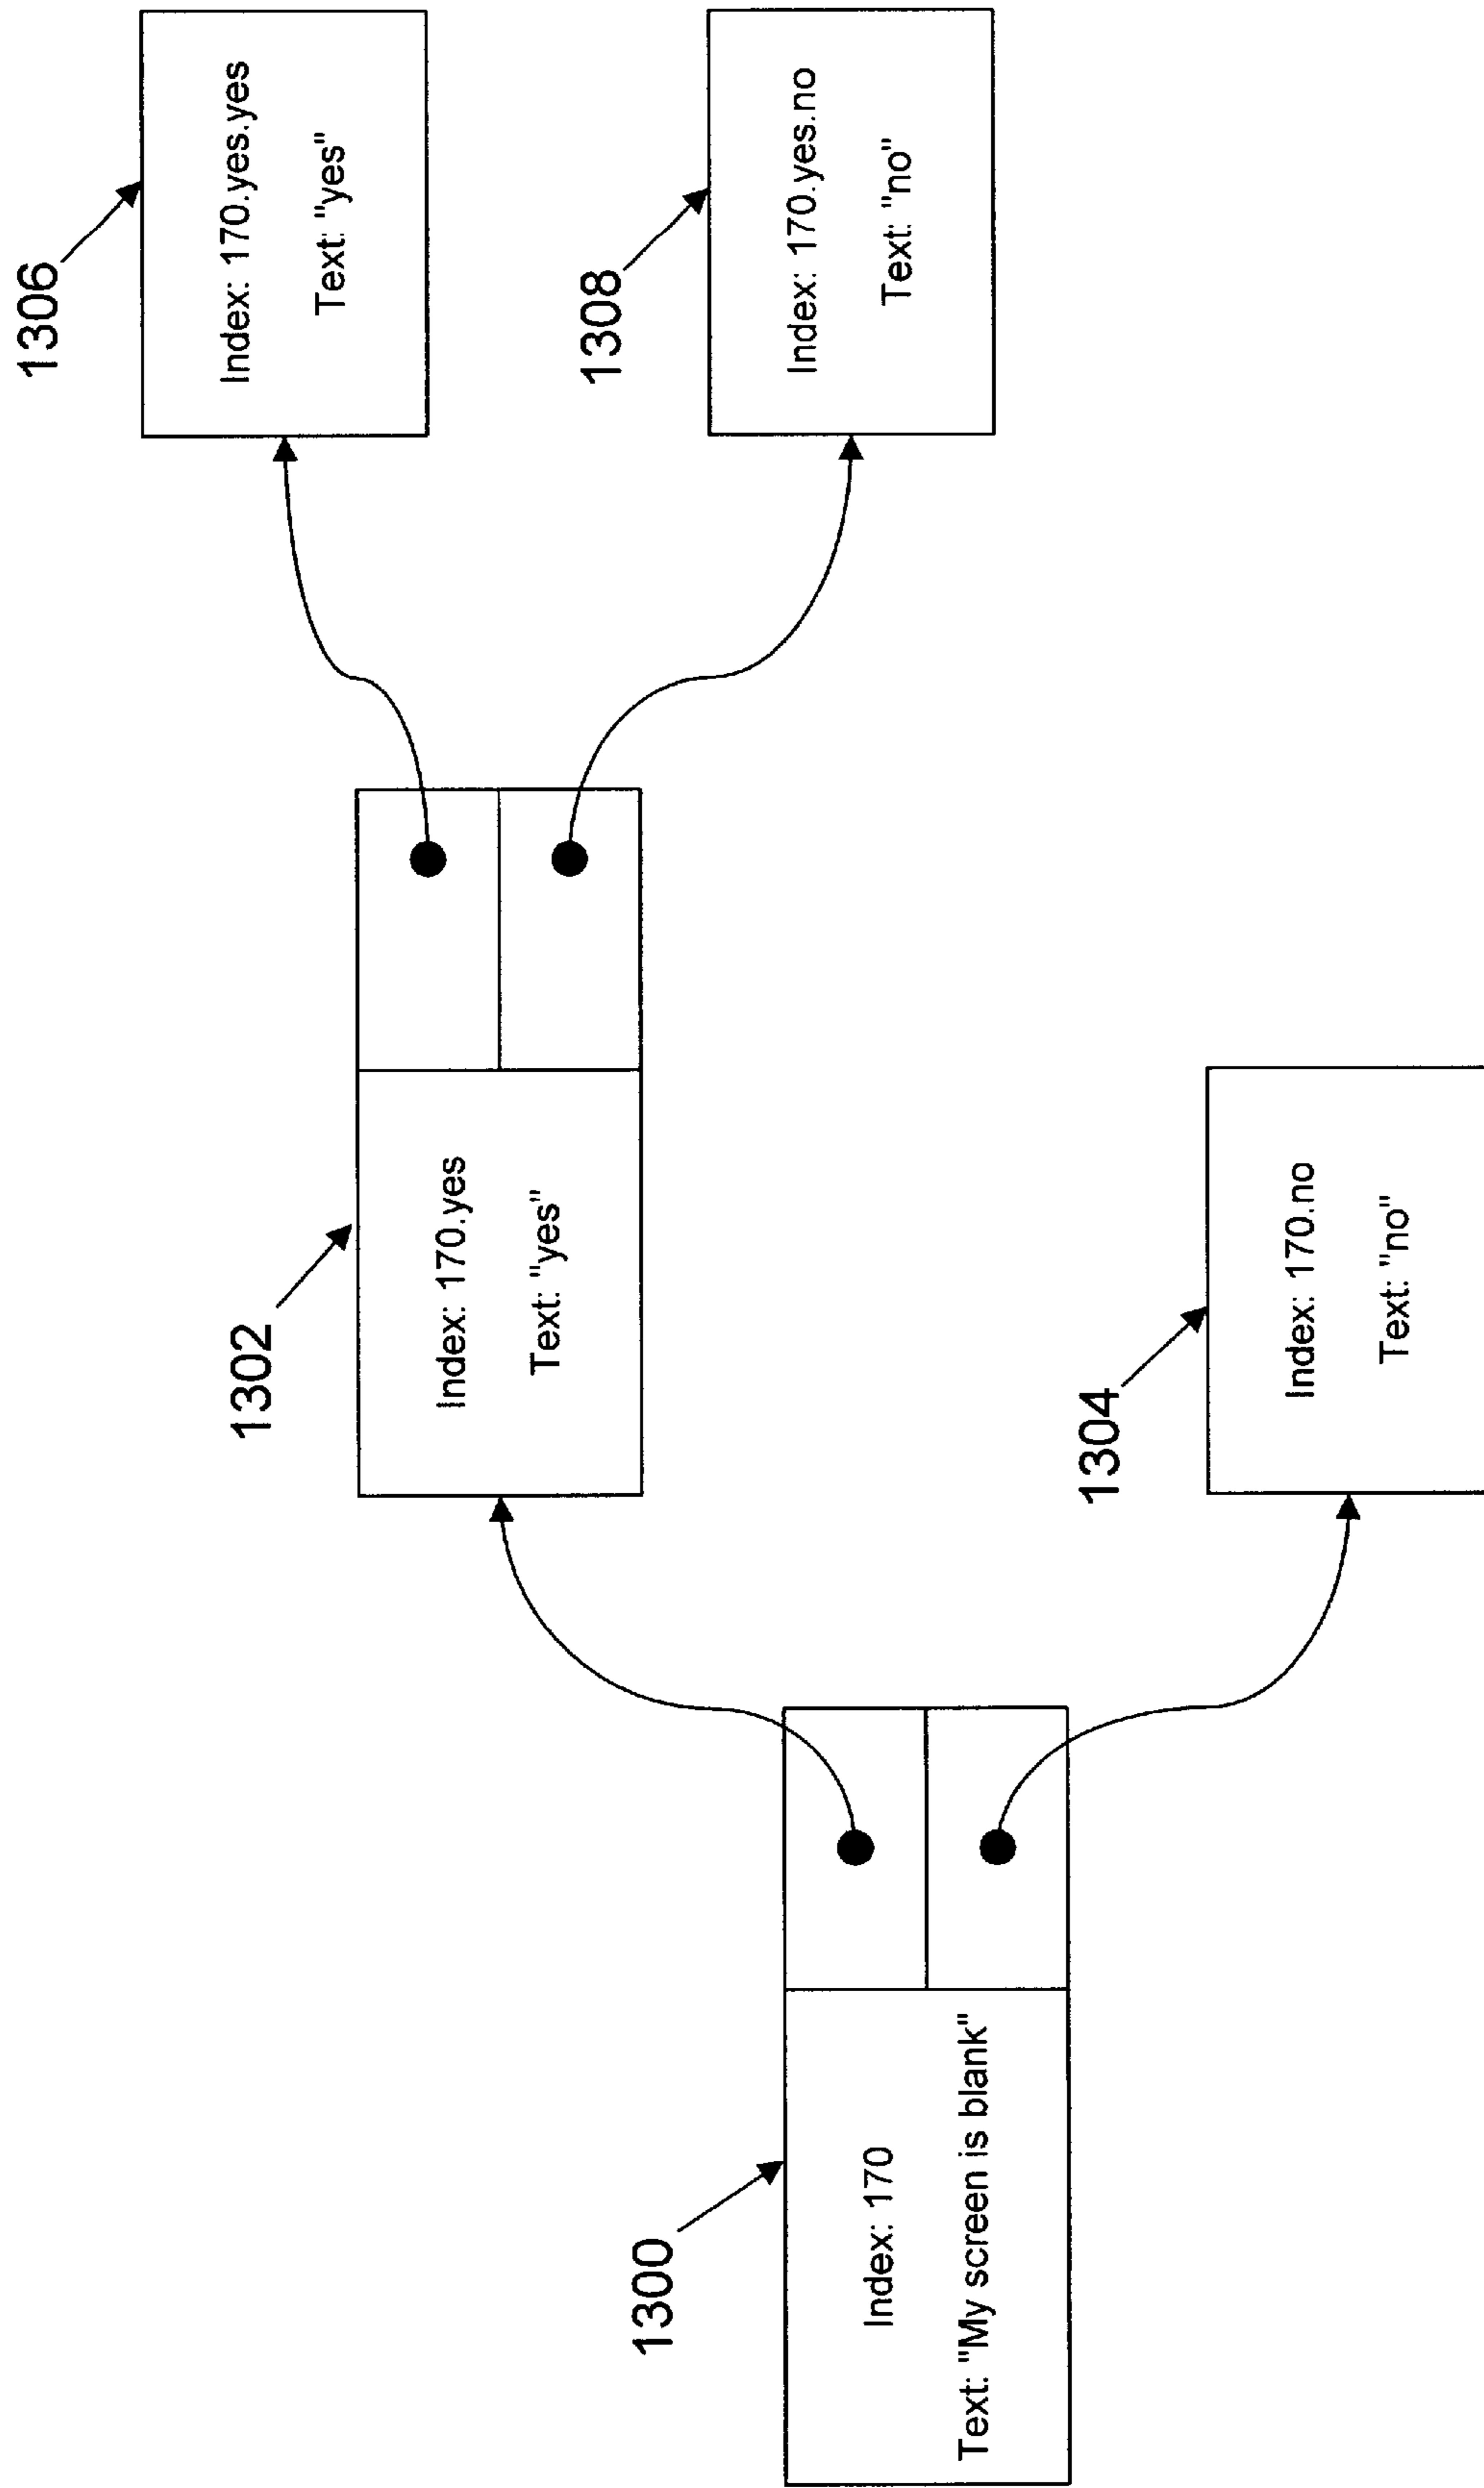 1300
Index: 170
Text: "My screen is blank"
1302
Index: 170.yes
Text: "yes"
1304
Index: 170.no
Text: "no"
1306
Index: 170.yes.yes
Text: "yes"
1308
Index: 170.yes.no
Text: "no"